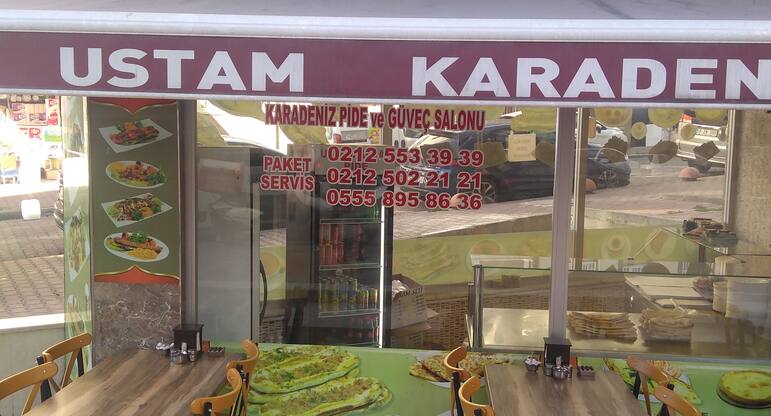 USTAM KARADEN
KARADENİZ PİDE ve GÜVEÇ SALONU
PAKET SERVİS
0212 553 39 39
0212 502 21 21
0555 895 86 36